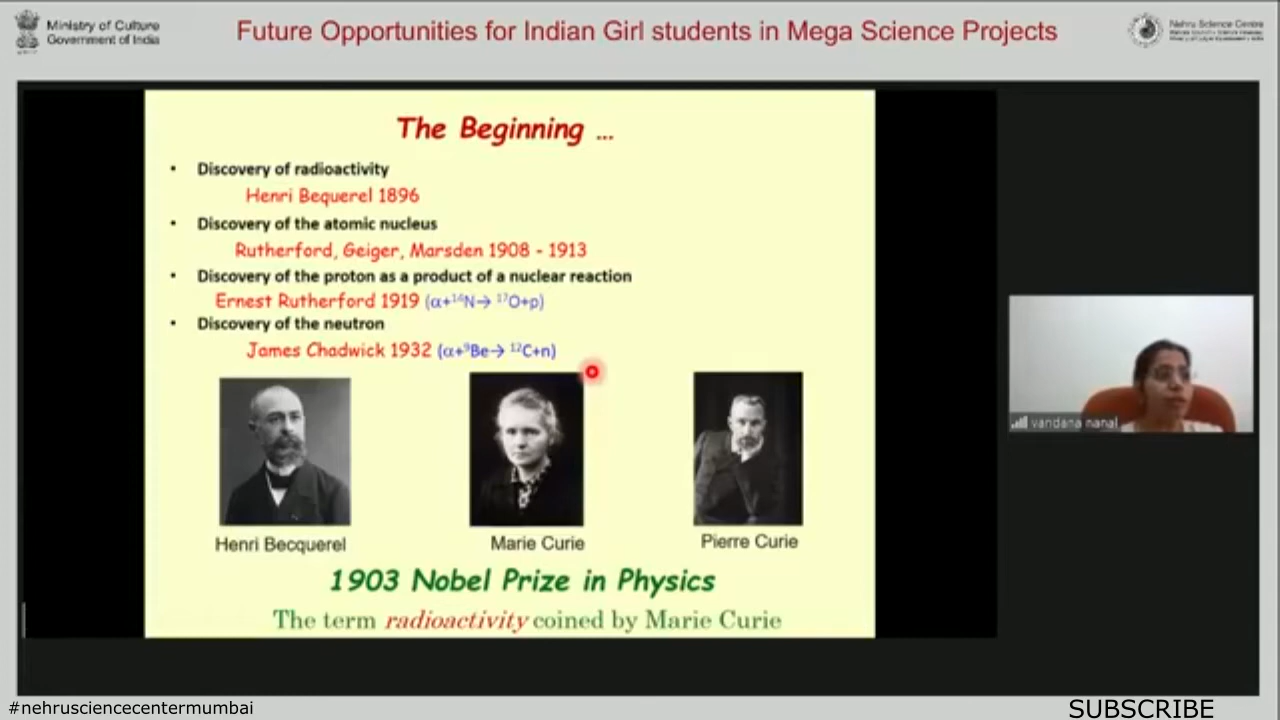 Ministry of Culture
Government of India
Future Opportunities for Indian Girl students in Mega Science Projects
Nehru Science Centre
The Beginning ...
• Discovery of radioactivity
Henri Bequerel 1896
• Discovery of the atomic nucleus
Rutherford, Geiger, Marsden 1908 - 1913
• Discovery of the proton as a product of a nuclear reaction
Ernest Rutherford 1919 (α+¹⁴N→ ¹⁷O+p)
• Discovery of the neutron
James Chadwick 1932 (α+⁹Be→ ¹²C+n)
Henri Becquerel
Marie Curie
Pierre Curie
1903 Nobel Prize in Physics
The term radioactivity coined by Marie Curie
vandana nanal
#nehrusciencecentermumbai
SUBSCRIBE